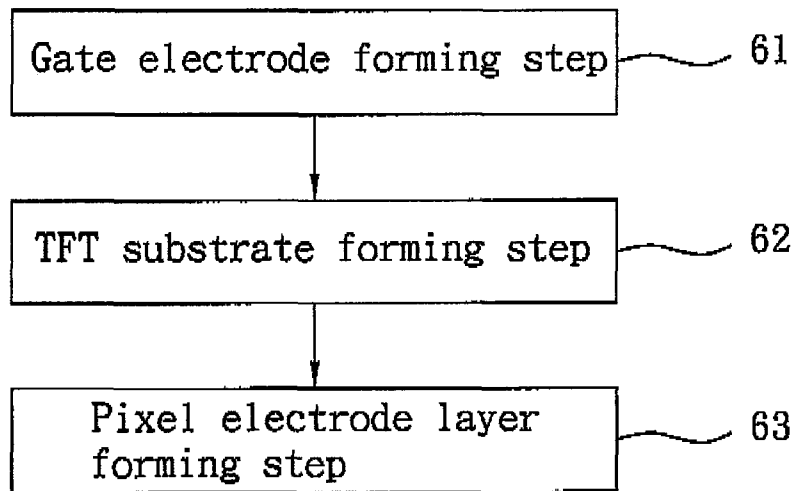 Gate electrode forming step
61
TFT substrate forming step
62
Pixel electrode layer
forming step
63